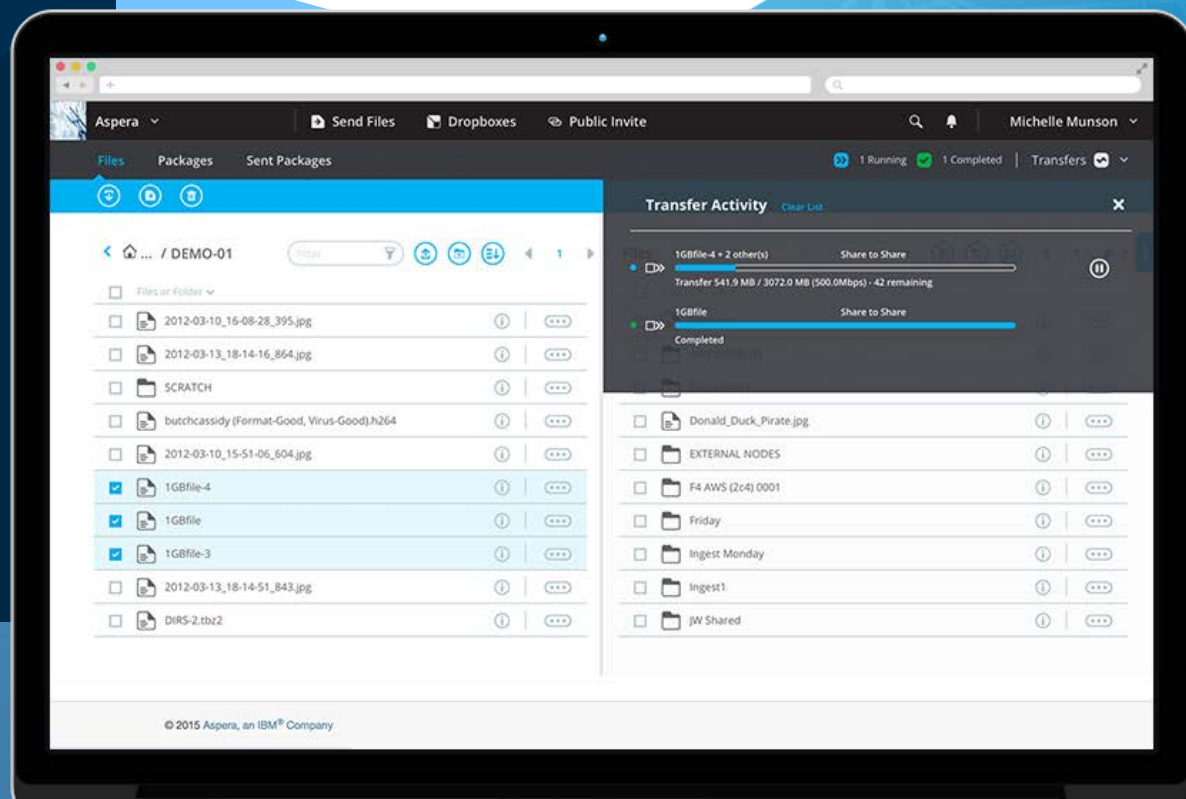 Aspera
Send Files
Dropboxes
Public Invite
Michelle Munson
Files
Packages
Sent Packages
1 Running
1 Completed
Transfers
... / DEMO-01
Filter
1
Files or Folder
2012-03-10_16-08-28_395.jpg
2012-03-13_18-14-16_864.jpg
SCRATCH
butchcassidy (Format-Good, Virus-Good).h264
2012-03-10_15-51-06_604.jpg
1GBfile-4
1GBfile
1GBfile-3
2012-03-13_18-14-51_843.jpg
DIRS-2.tbz2
Transfer Activity
Clear List
1GBfile-4 + 2 other(s)
Share to Share
Transfer 541.9 MB / 3072.0 MB (500.0Mbps) - 42 remaining
1GBfile
Share to Share
Completed
Donald_Duck_Pirate.jpg
EXTERNAL NODES
F4 AWS (2c4) 0001
Friday
Ingest Monday
Ingest1
JW Shared
© 2015 Aspera, an IBM® Company